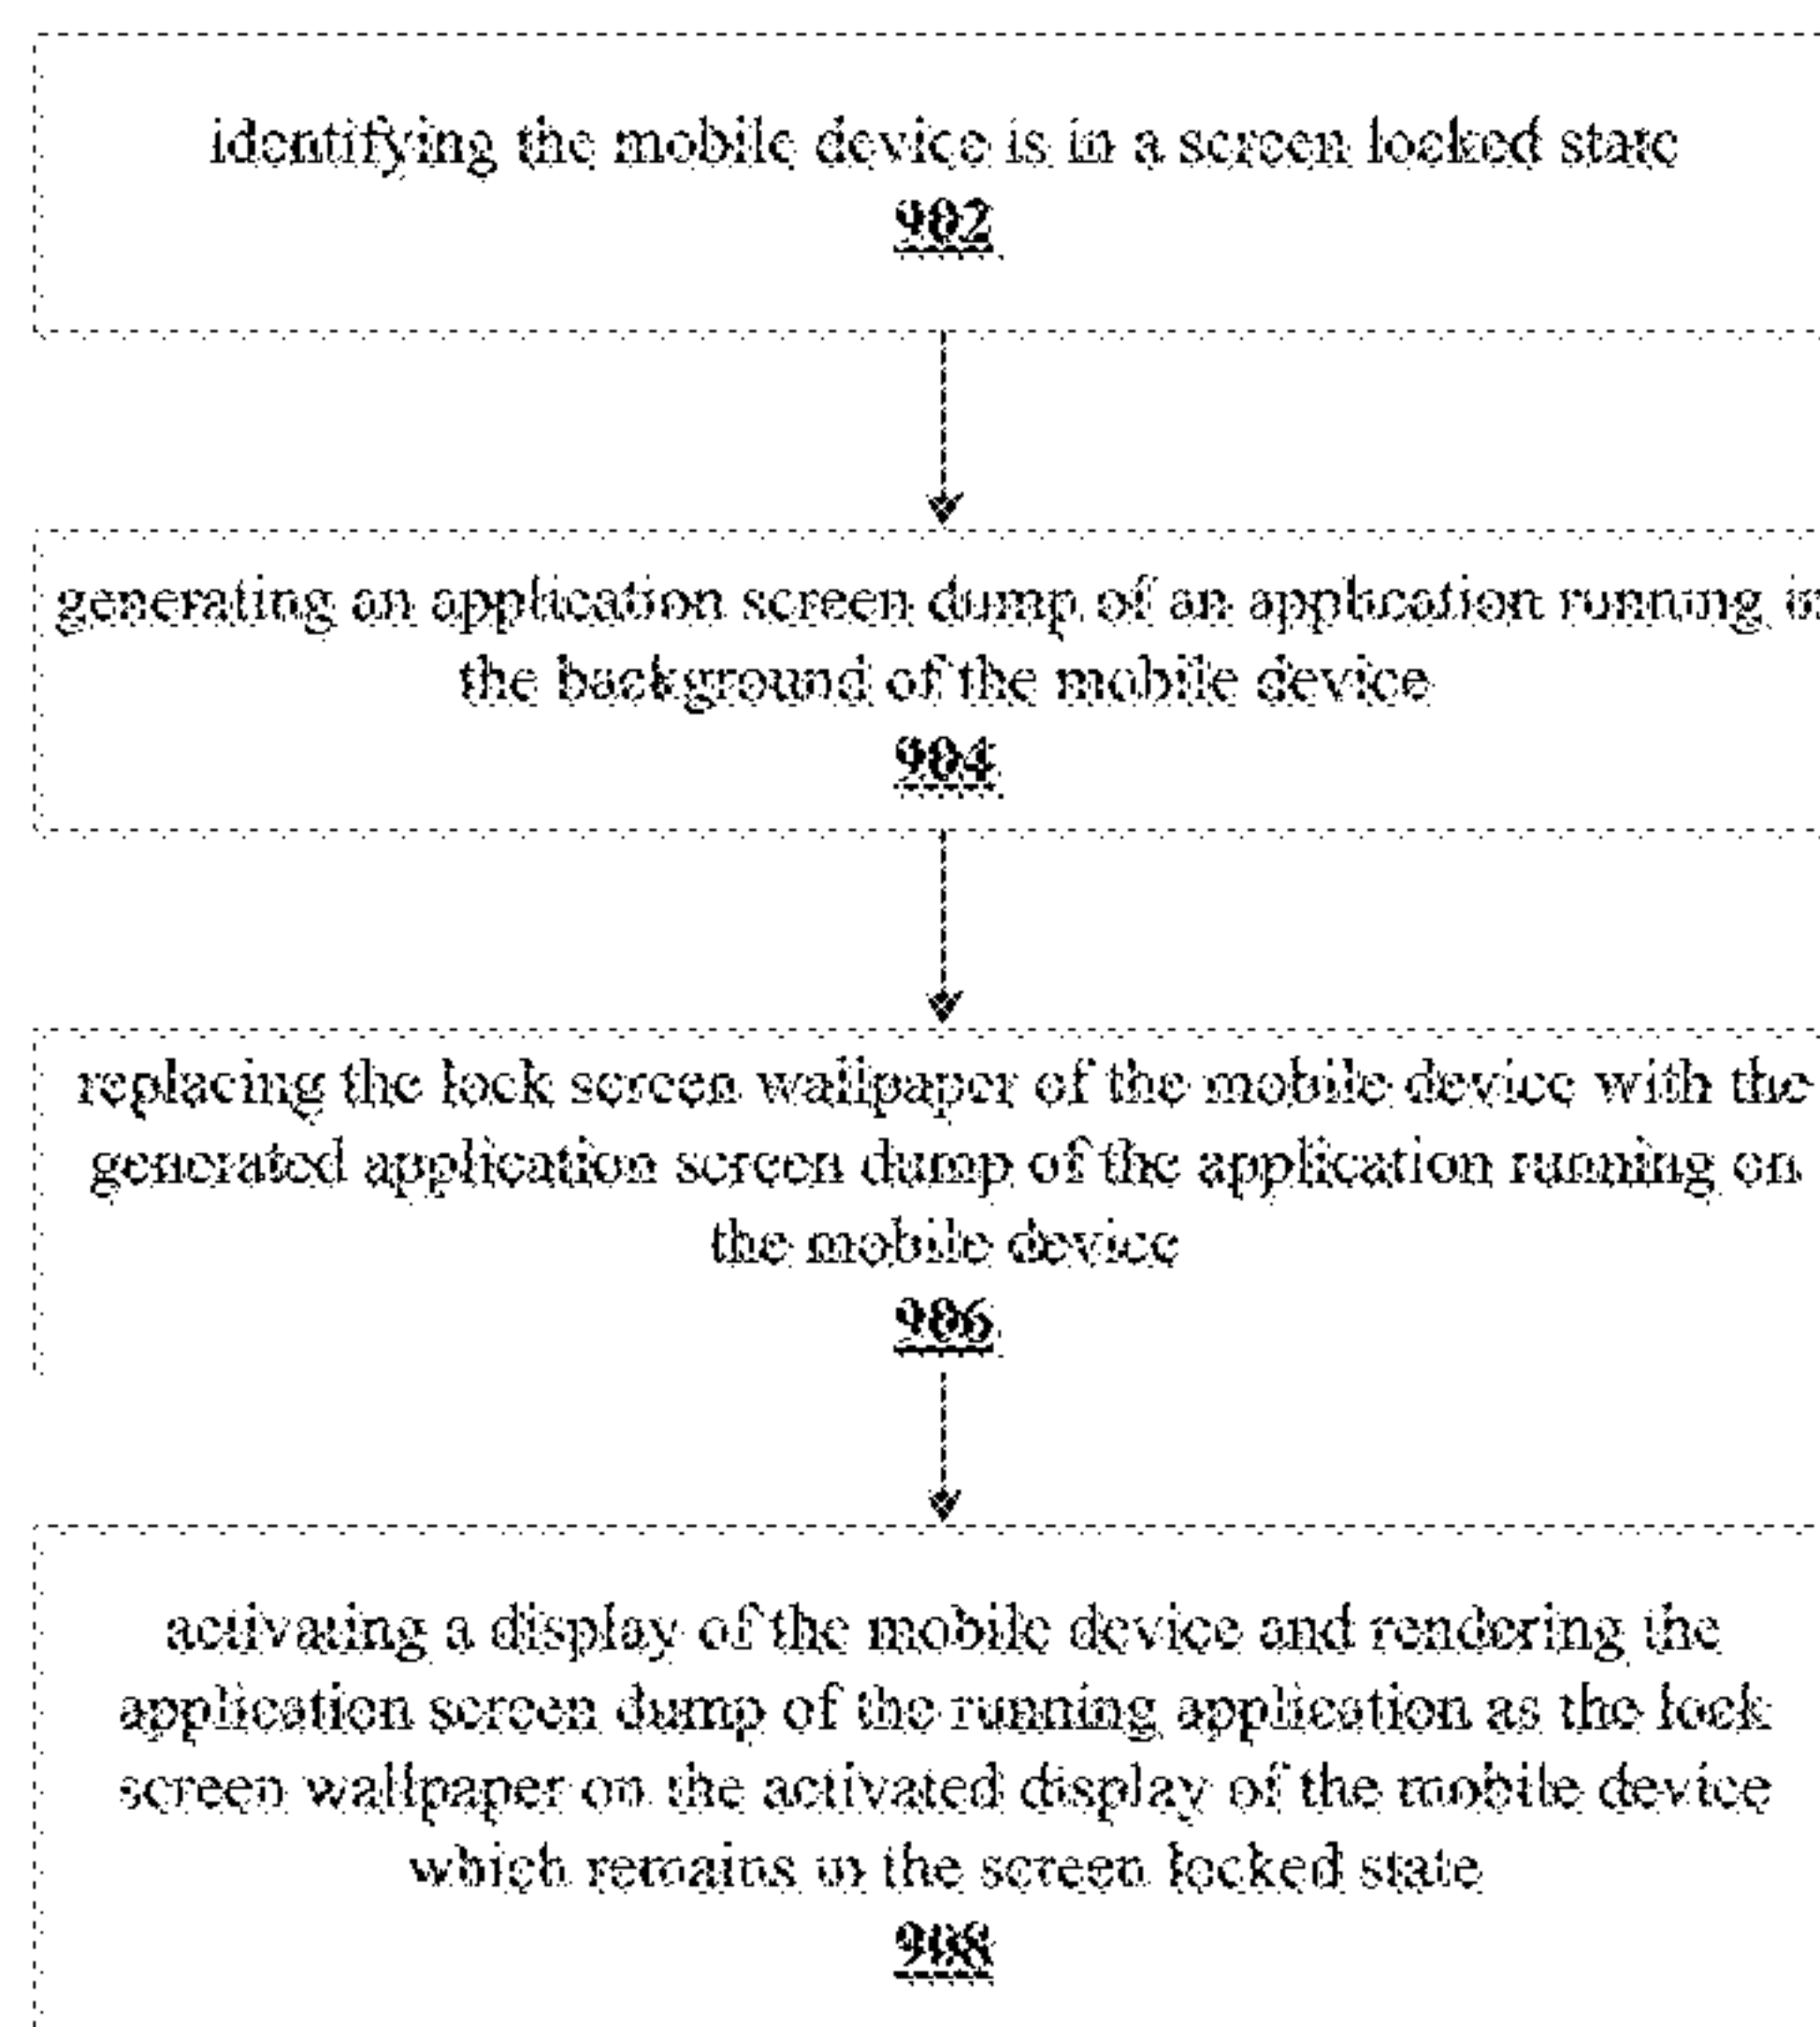 identifying the mobile device is in a screen locked state
902
generating an application screen dump of an application running in
the background of the mobile device
904
replacing the lock screen wallpaper of the mobile device with the
generated application screen dump of the application running on
the mobile device
906
activating a display of the mobile device and rendering the
application screen dump of the running application as the lock
screen wallpaper on the activated display of the mobile device
which remains in the screen locked state
908